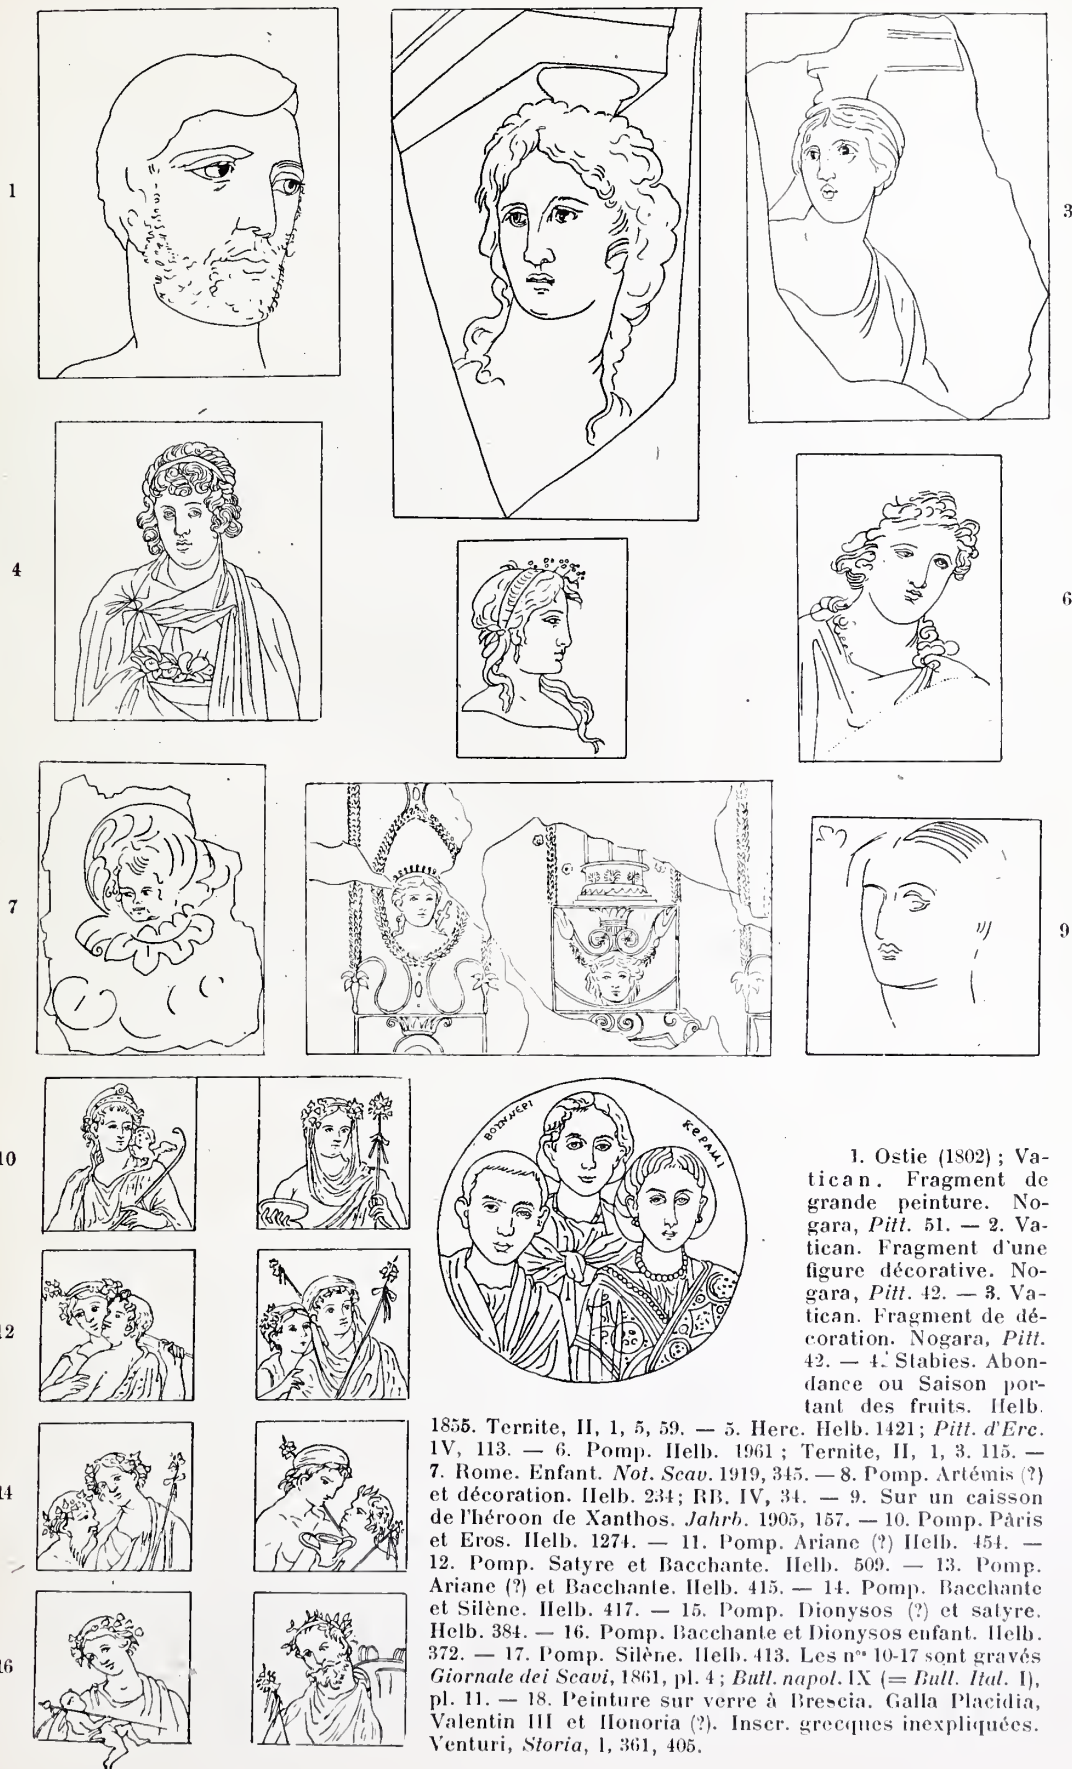 1
3
4
6
7
9
10
ΒΟΥΝΝΕΡΙ
ΚΕΡΑΜΙ
12
14
16
1. Ostie (1802) ; Va-
tican. Fragment de
grande peinture. No-
gara, Pitt. 51. — 2. Va-
tican. Fragment d'une
figure décorative. No-
gara, Pitt. 42. — 3. Va-
tican. Fragment de dé-
coration. Nogara, Pitt.
42. — 4. Stabies. Abon-
dance ou Saison por-
tant des fruits. Helb.
1855. Ternite, II, 1, 5, 59. — 5. Herc. Helb. 1421 ; Pitt. d'Erc.
IV, 113. — 6. Pomp. Helb. 1961 ; Ternite, II, 1, 3. 115. —
7. Rome. Enfant. Not. Scav. 1919, 345. — 8. Pomp. Artémis (?)
et décoration. Helb. 234; RB. IV, 34. — 9. Sur un caisson
de l'héroon de Xanthos. Jahrb. 1905, 157. — 10. Pomp. Pâris
et Eros. Helb. 1274. — 11. Pomp. Ariane (?) Helb. 454. —
12. Pomp. Satyre et Bacchante. Helb. 509. — 13. Pomp.
Ariane (?) et Bacchante. Helb. 415. — 14. Pomp. Bacchante
et Silène. Helb. 417. — 15. Pomp. Dionysos (?) et satyre.
Helb. 384. — 16. Pomp. Bacchante et Dionysos enfant. Helb.
372. — 17. Pomp. Silène. Helb. 413. Les nos 10-17 sont gravés
Giornale dei Scavi, 1861, pl. 4 ; Bull. napol. IX (= Bull. Ital. I),
pl. 11. — 18. Peinture sur verre à Brescia. Galla Placidia,
Valentin III et Honoria (?). Inscr. grecques inexpliquées.
Venturi, Storia, I, 361, 405.